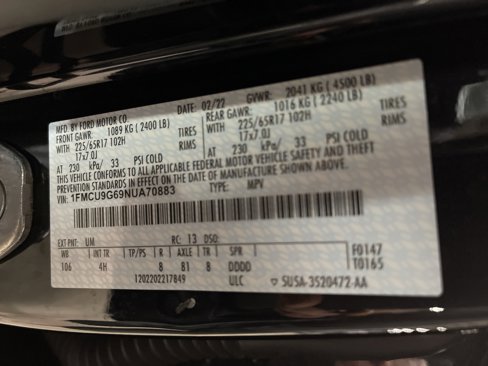 MFD. BY FORD MOTOR CO. DATE: 02/22 GVWR: 2041 KG ( 4500 LB)
FRONT GAWR: 1089 KG ( 2400 LB) REAR GAWR: 1016 KG ( 2240 LB)
WITH 225/65R17 102H TIRES WITH 225/65R17 102H TIRES
17x7.0J RIMS 17x7.0J RIMS
AT 230 kPa/ 33 PSI COLD AT 230 kPa/ 33 PSI COLD
THIS VEHICLE CONFORMS TO ALL APPLICABLE FEDERAL MOTOR VEHICLE SAFETY AND THEFT
PREVENTION STANDARDS IN EFFECT ON THE DATE OF MANUFACTURE SHOWN ABOVE.
VIN: 1FMCU9G69NUA70883 TYPE: MPV
EXT PNT: UM RC: 13 DSO:
WB INT TR TP/PS R AXLE TR SPR
106 4H 8 81 8 DDDD
F0147
T0165
1202202217849 ULC SU5A-3520472-AA